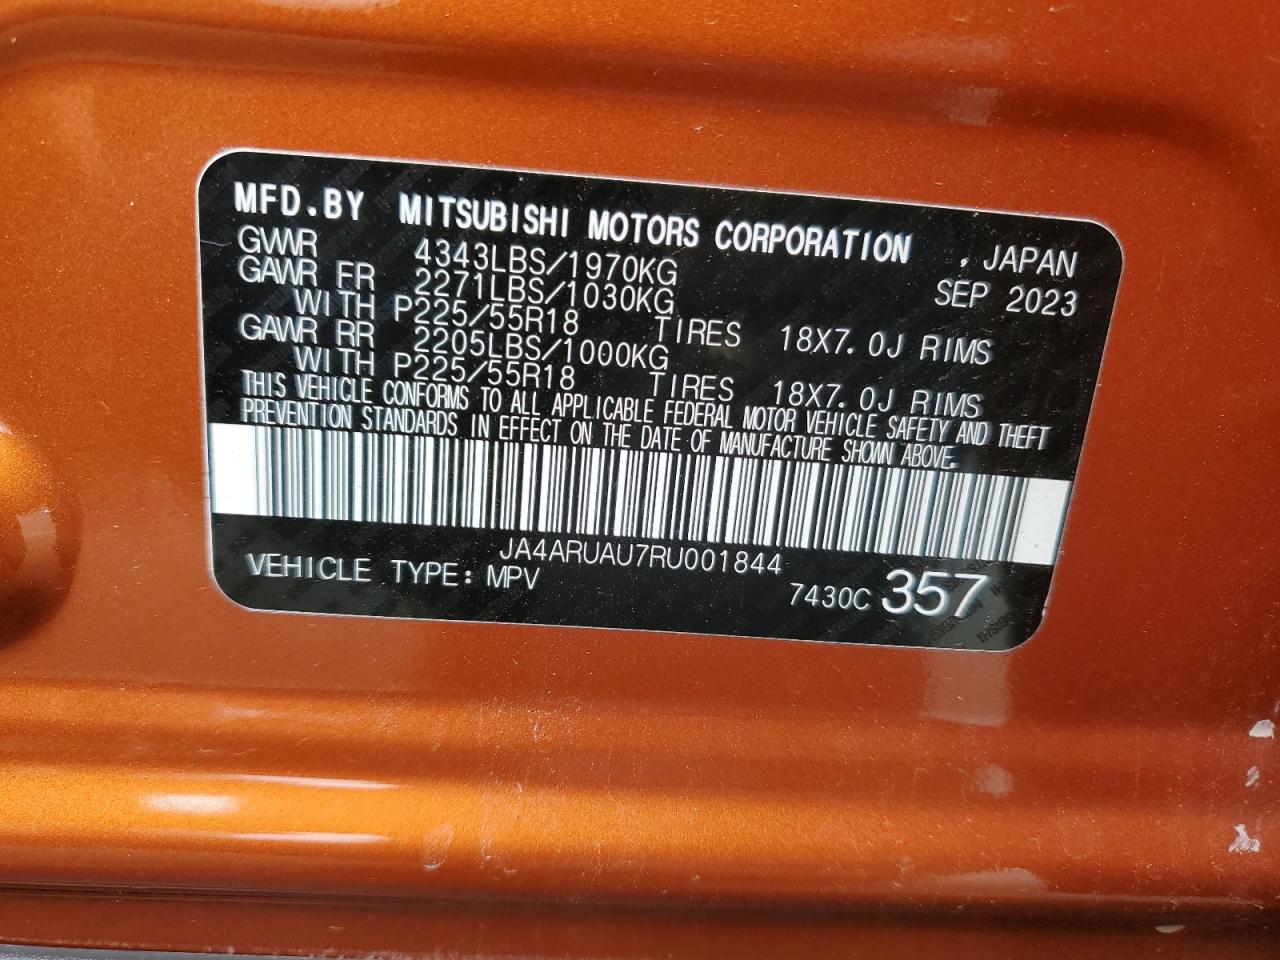 MFD.BY MITSUBISHI MOTORS CORPORATION , JAPAN
GVWR 4343LBS/1970KG SEP 2023
GAWR FR 2271LBS/1030KG
WITH P225/55R18 TIRES 18X7.0J RIMS
GAWR RR 2205LBS/1000KG
WITH P225/55R18 TIRES 18X7.0J RIMS
THIS VEHICLE CONFORMS TO ALL APPLICABLE FEDERAL MOTOR VEHICLE SAFETY AND THEFT
PREVENTION STANDARDS IN EFFECT ON THE DATE OF MANUFACTURE SHOWN ABOVE.
JA4ARUAU7RU001844
VEHICLE TYPE: MPV 7430C 357